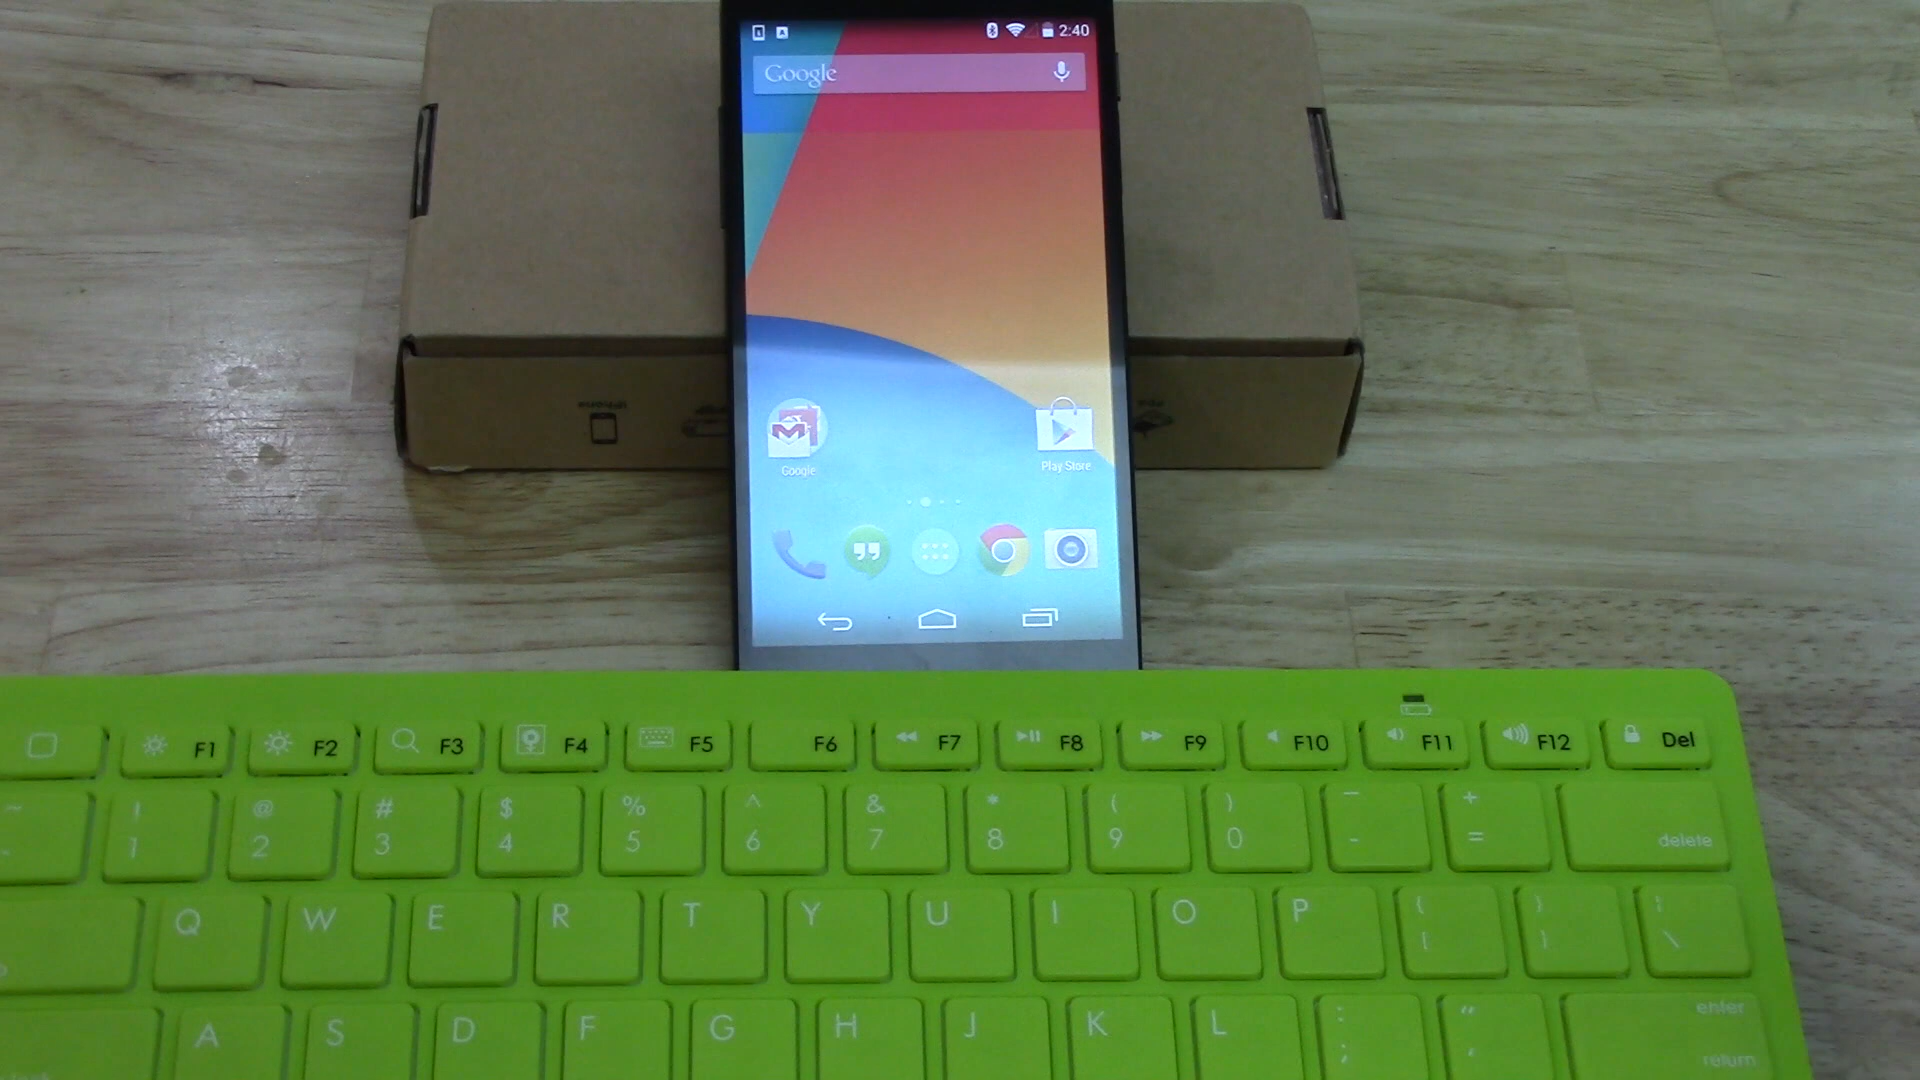 2:40
Google
iPhone
Google
Play Store
F1 F2 F3 F4 F5 F6 F7 F8 F9 F10 F11 F12 Del
~ ! @ # $ % ^ & * ( ) — +
1 2 3 4 5 6 7 8 9 0 - = delete
Q W E R T Y U I O P { } |
[ ] \
A S D F G H J K L : " enter
; ' return